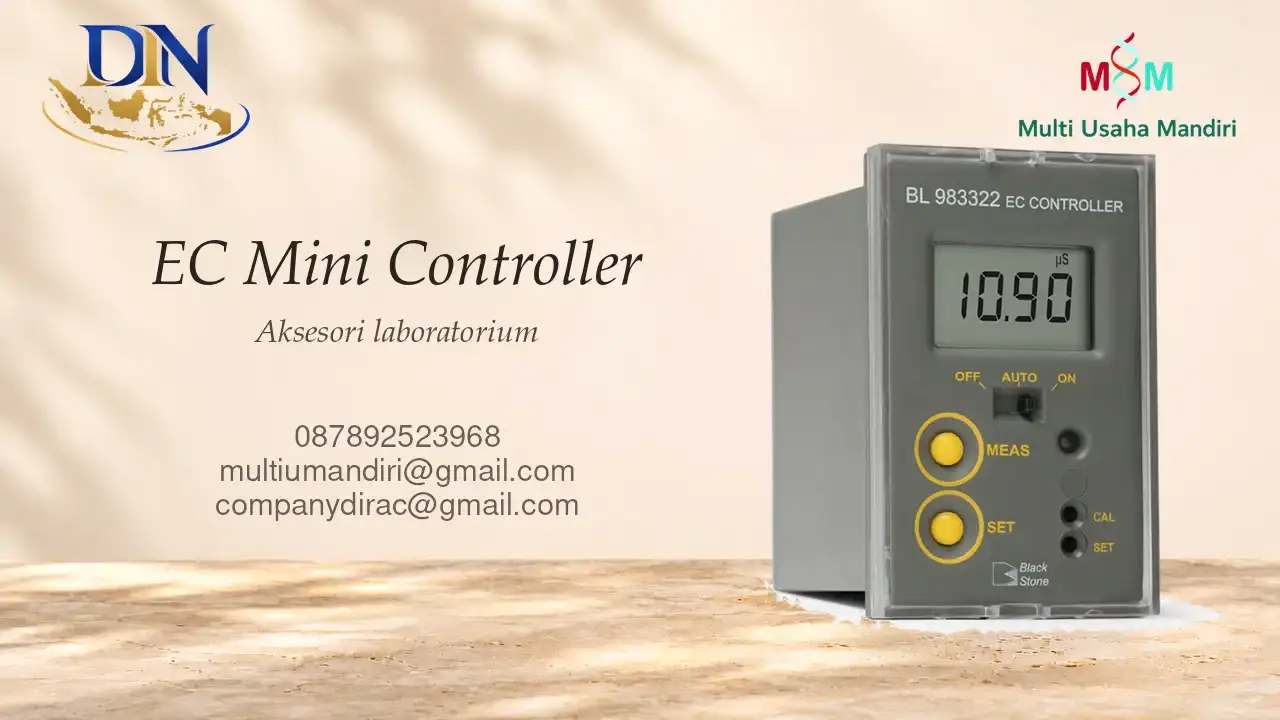 DIN
MSM
Multi Usaha Mandiri
EC Mini Controller
Aksesori laboratorium
087892523968
multiumandiri@gmail.com
companydirac@gmail.com
BL 983322 EC CONTROLLER
µS
10.90
OFF AUTO ON
MEAS
SET
CAL
SET
Black
Stone